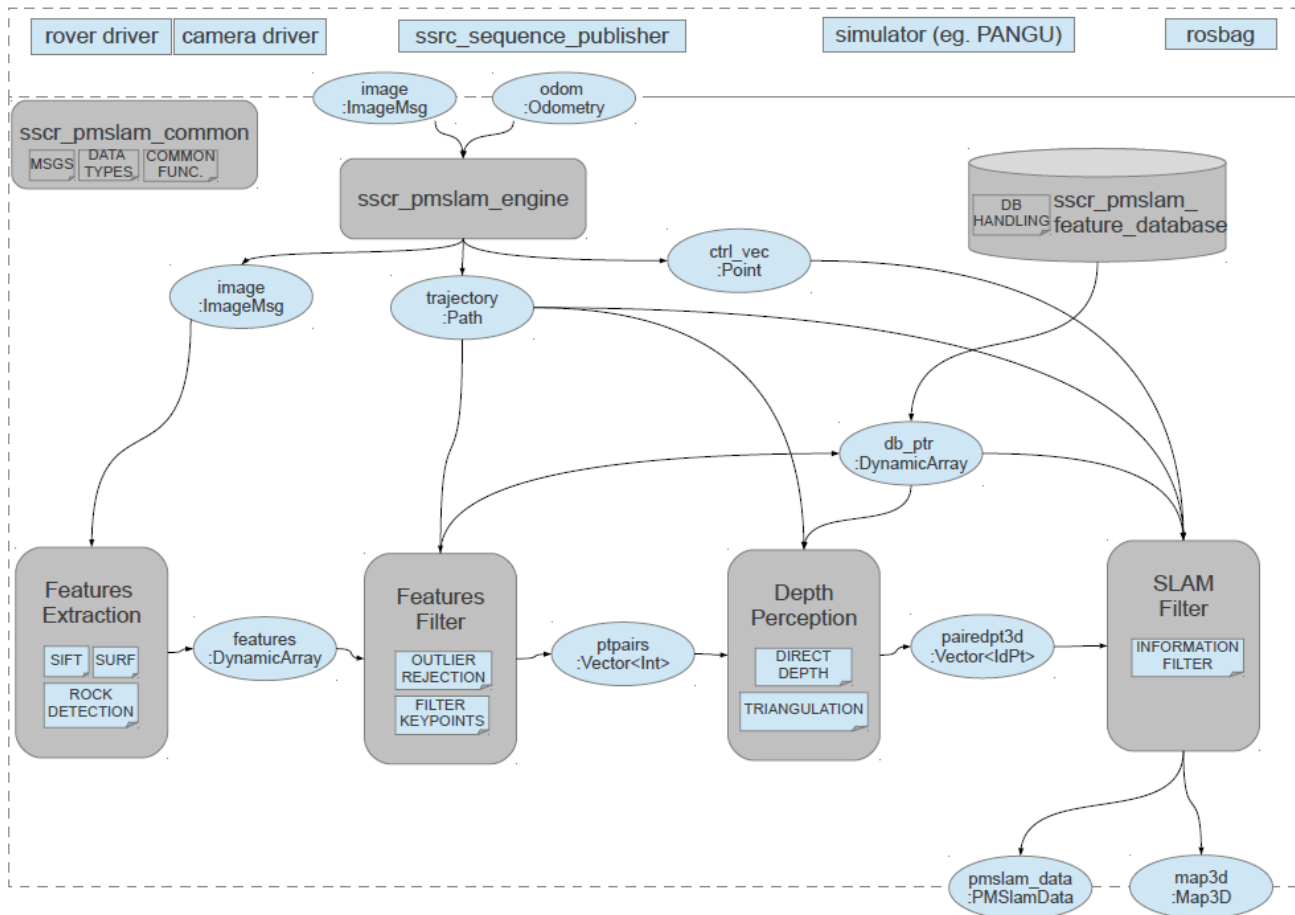 rover driver
camera driver
ssrc_sequence_publisher
simulator (eg. PANGU)
rosbag
image
:ImageMsg
odom
:Odometry
sscr_pmslam_common
MSGS
DATA
TYPES
COMMON
FUNC.
sscr_pmslam_engine
DB
HANDLING
sscr_pmslam_
feature_database
ctrl_vec
:Point
image
:ImageMsg
trajectory
:Path
db_ptr
:DynamicArray
Features
Extraction
SIFT
SURF
ROCK
DETECTION
features
:DynamicArray
Features
Filter
OUTLIER
REJECTION
FILTER
KEYPOINTS
ptpairs
:Vector<Int>
Depth
Perception
DIRECT
DEPTH
TRIANGULATION
pairedpt3d
:Vector<IdPt>
SLAM
Filter
INFORMATION
FILTER
pmslam_data
:PMSlamData
map3d
:Map3D